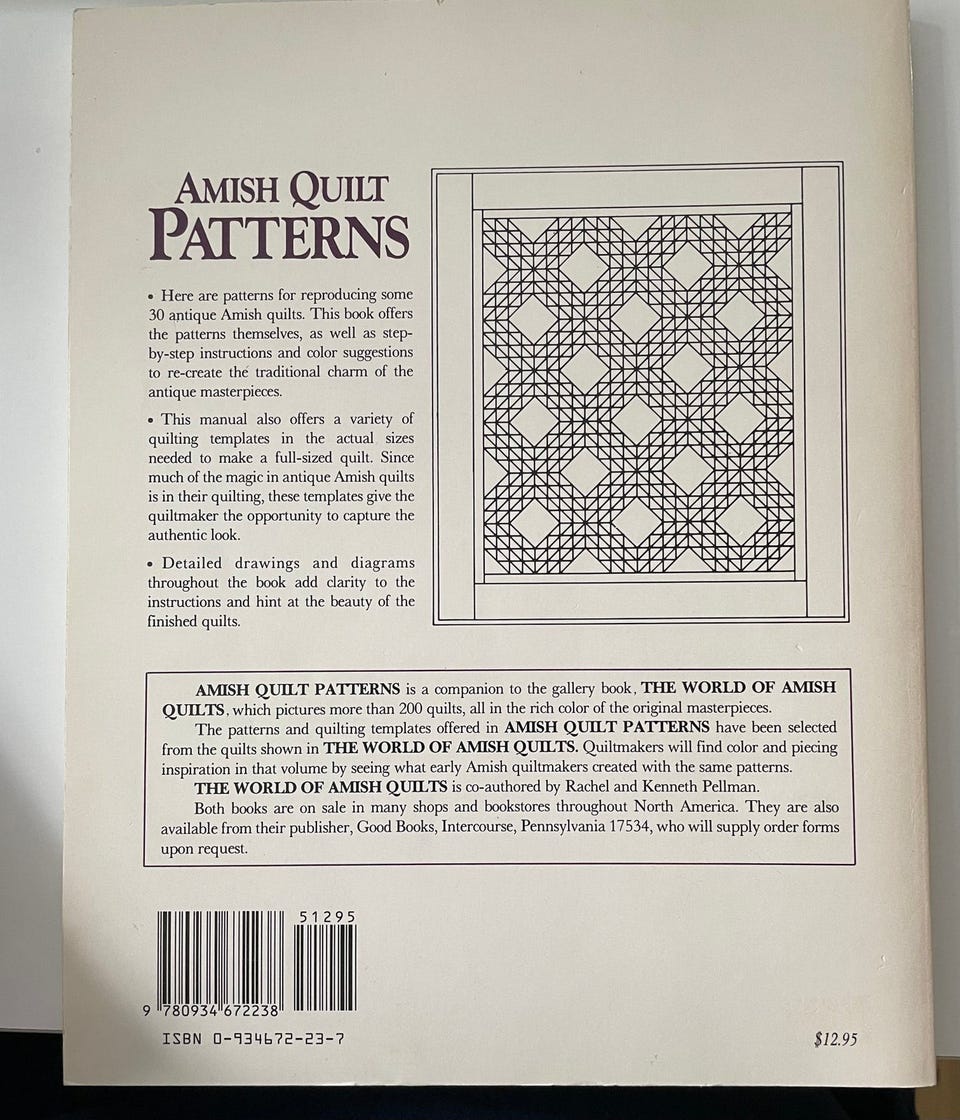 AMISH QUILT
PATTERNS
• Here are patterns for reproducing some
30 antique Amish quilts. This book offers
the patterns themselves, as well as step-
by-step instructions and color suggestions
to re-create the traditional charm of the
antique masterpieces.
• This manual also offers a variety of
quilting templates in the actual sizes
needed to make a full-sized quilt. Since
much of the magic in antique Amish quilts
is in their quilting, these templates give the
quiltmaker the opportunity to capture the
authentic look.
• Detailed drawings and diagrams
throughout the book add clarity to the
instructions and hint at the beauty of the
finished quilts.
AMISH QUILT PATTERNS is a companion to the gallery book, THE WORLD OF AMISH
QUILTS, which pictures more than 200 quilts, all in the rich color of the original masterpieces.
The patterns and quilting templates offered in AMISH QUILT PATTERNS have been selected
from the quilts shown in THE WORLD OF AMISH QUILTS. Quiltmakers will find color and piecing
inspiration in that volume by seeing what early Amish quiltmakers created with the same patterns.
THE WORLD OF AMISH QUILTS is co-authored by Rachel and Kenneth Pellman.
Both books are on sale in many shops and bookstores throughout North America. They are also
available from their publisher, Good Books, Intercourse, Pennsylvania 17534, who will supply order forms
upon request.
51295
9 780934 672238
ISBN 0-934672-23-7
$12.95